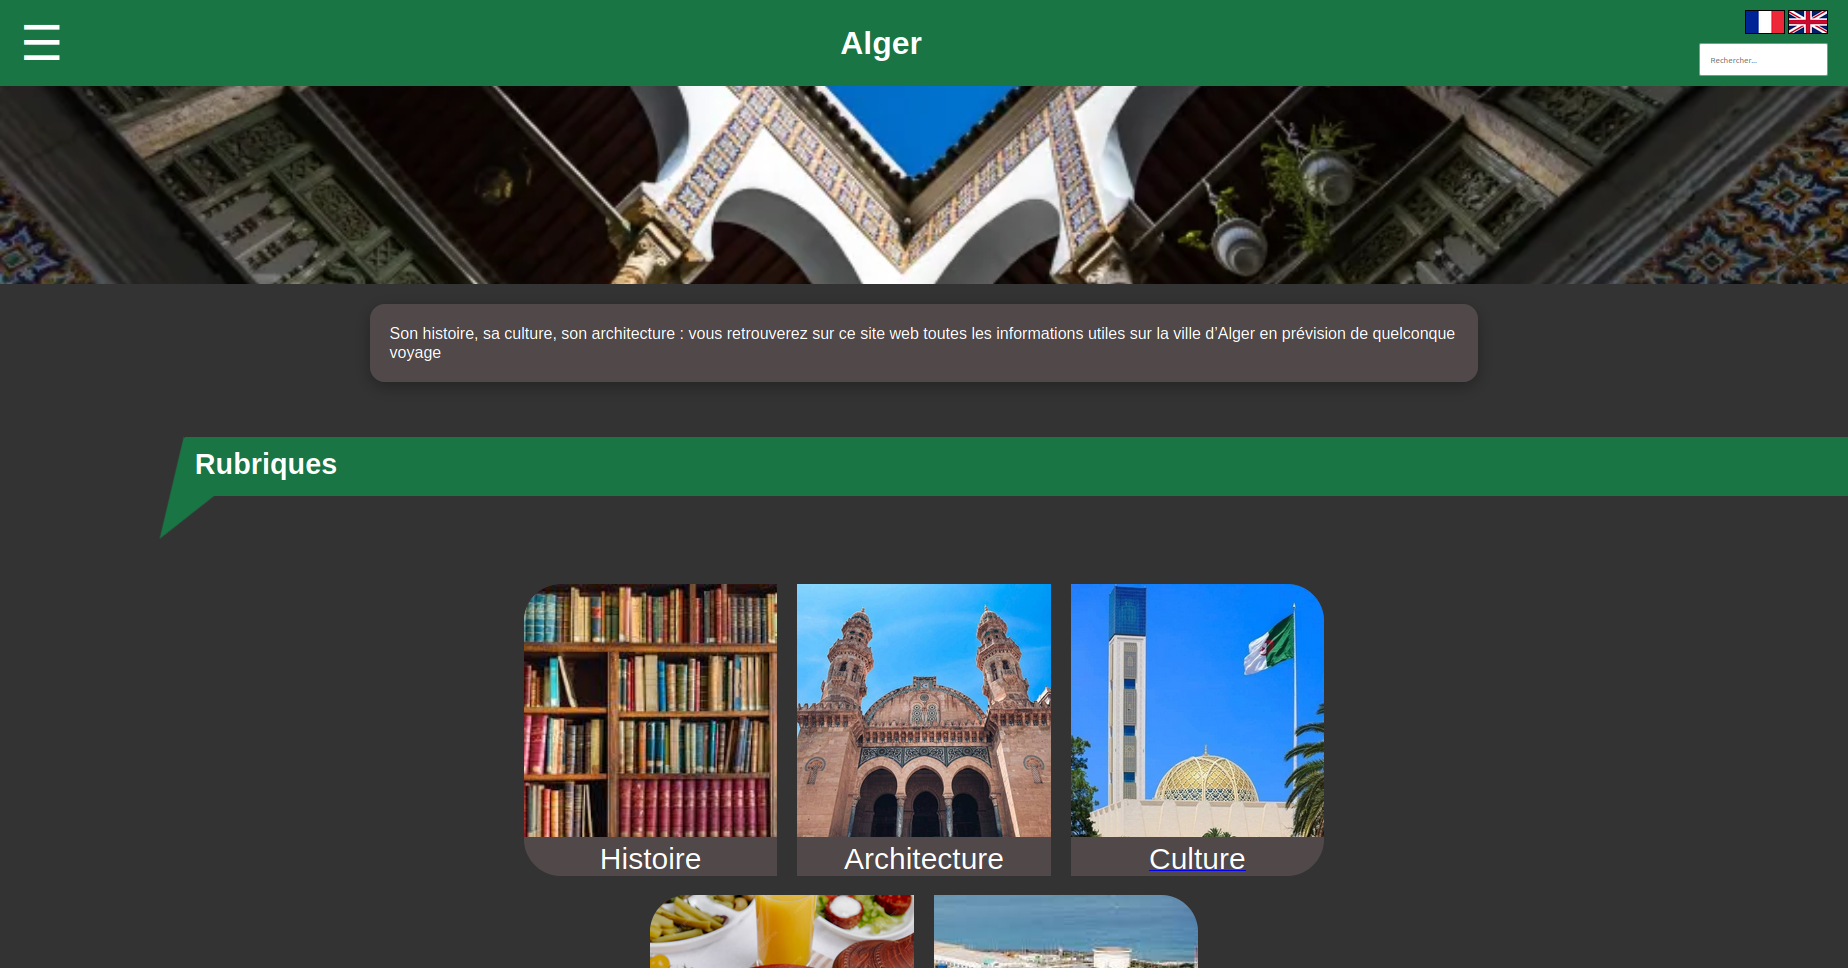 ☰
Alger
Rechercher...
Son histoire, sa culture, son architecture : vous retrouverez sur ce site web toutes les informations utiles sur la ville d’Alger en prévision de quelconque
voyage
Rubriques
Histoire
Architecture
Culture